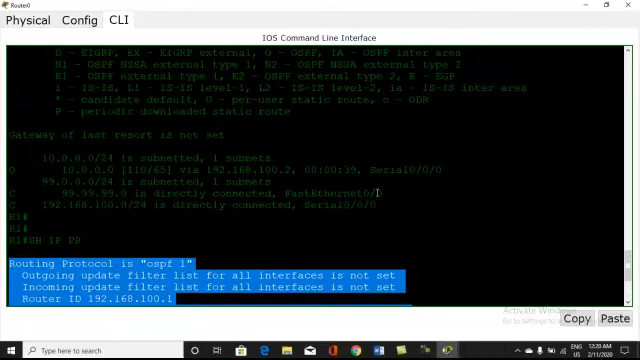 Router0
Physical Config CLI
IOS Command Line Interface
D - EIGRP, EX - EIGRP external, O - OSPF, IA - OSPF inter area
N1 - OSPF NSSA external type 1, N2 - OSPF NSSA external type 2
E1 - OSPF external type 1, E2 - OSPF external type 2, E - EGP
i - IS-IS, L1 - IS-IS level-1, L2 - IS-IS level-2, ia - IS-IS inter area
* - candidate default, U - per-user static route, o - ODR
P - periodic downloaded static route
Gateway of last resort is not set
10.0.0.0/24 is subnetted, 1 subnets
O 10.0.0.0 [110/65] via 192.168.100.2, 00:00:39, Serial0/0/0
99.0.0.0/24 is subnetted, 1 subnets
C 99.99.99.0 is directly connected, FastEthernet0/0
C 192.168.100.0/24 is directly connected, Serial0/0/0
R1#
R1#
R1#SH IP PR
Routing Protocol is "ospf 1"
Outgoing update filter list for all interfaces is not set
Incoming update filter list for all interfaces is not set
Router ID 192.168.100.1
Activate Windows
Go to Settings to
Copy Paste
Type here to search
ENG
US
12:20 AM
2/11/2020